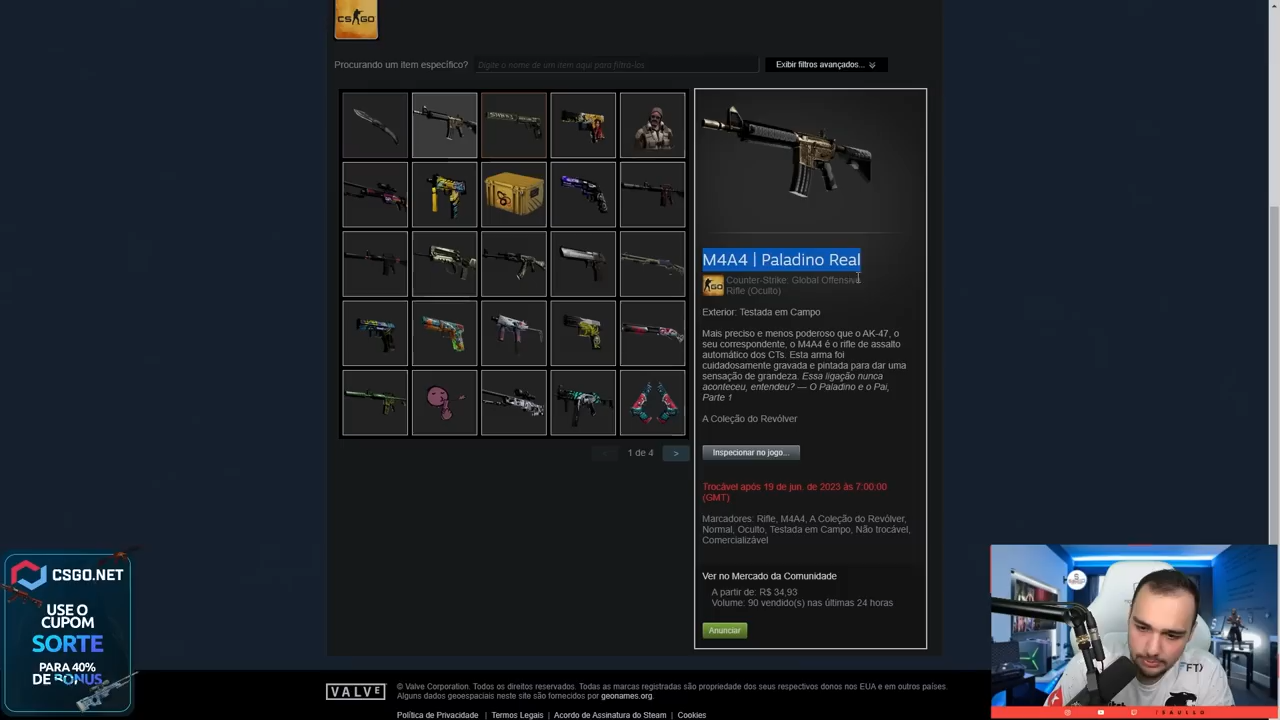 CS GO
Procurando um item específico?
Digite o nome de um item aqui para filtrá-los
Exibir filtros avançados...
M4A4 | Paladino Real
Counter-Strike: Global Offensive
Rifle (Oculto)
Exterior: Testada em Campo
Mais preciso e menos poderoso que o AK-47, o
seu correspondente, o M4A4 é o rifle de assalto
automático dos CTs. Esta arma foi
cuidadosamente gravada e pintada para dar uma
sensação de grandeza. Essa ligação nunca
aconteceu, entendeu? — O Paladino e o Pai,
Parte 1
A Coleção do Revólver
1 de 4 >
Inspecionar no jogo...
Trocável após 19 de jun. de 2023 às 7:00:00
(GMT)
Marcadores: Rifle, M4A4, A Coleção do Revólver,
Normal, Oculto, Testada em Campo, Não trocável,
Comercializável
Ver no Mercado da Comunidade
A partir de: R$ 34,93
Volume: 90 vendido(s) nas últimas 24 horas
Anunciar
CSGO.NET
USE O
CUPOM
SORTE
PARA 40%
DE BONUS
VALVE
© Valve Corporation. Todos os direitos reservados. Todas as marcas registradas são propriedade dos seus respectivos donos nos EUA e em outros países.
Alguns dados geoespaciais neste site são fornecidos por geonames.org.
Política de Privacidade | Termos Legais | Acordo de Assinatura do Steam | Cookies